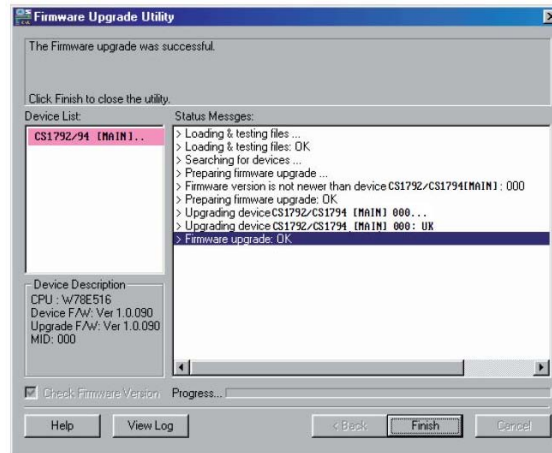 Firmware Upgrade Utility
The Firmware upgrade was successful.
Click Finish to close the utility.
Device List:
CS1792/94 [MAIN]..
Device Description
CPU : W78E516
Device F/W: Ver 1.0.090
Upgrade F/W: Ver 1.0.090
MID: 000
Status Messges:
> Loading & testing files ...
> Loading & testing files: OK
> Searching for devices ...
> Preparing firmware upgrade ...
> Firmware version is not newer than device CS1792/CS1794[MAIN] : 000
> Preparing firmware upgrade: OK
> Upgrading device CS1792/CS1794 [MAIN] 000...
> Upgrading device CS1792/CS1794 [MAIN] 000: UK
> Firmware upgrade: OK
Check Firmware Version
Progress...
Help
View Log
< Back
Finish
Cancel